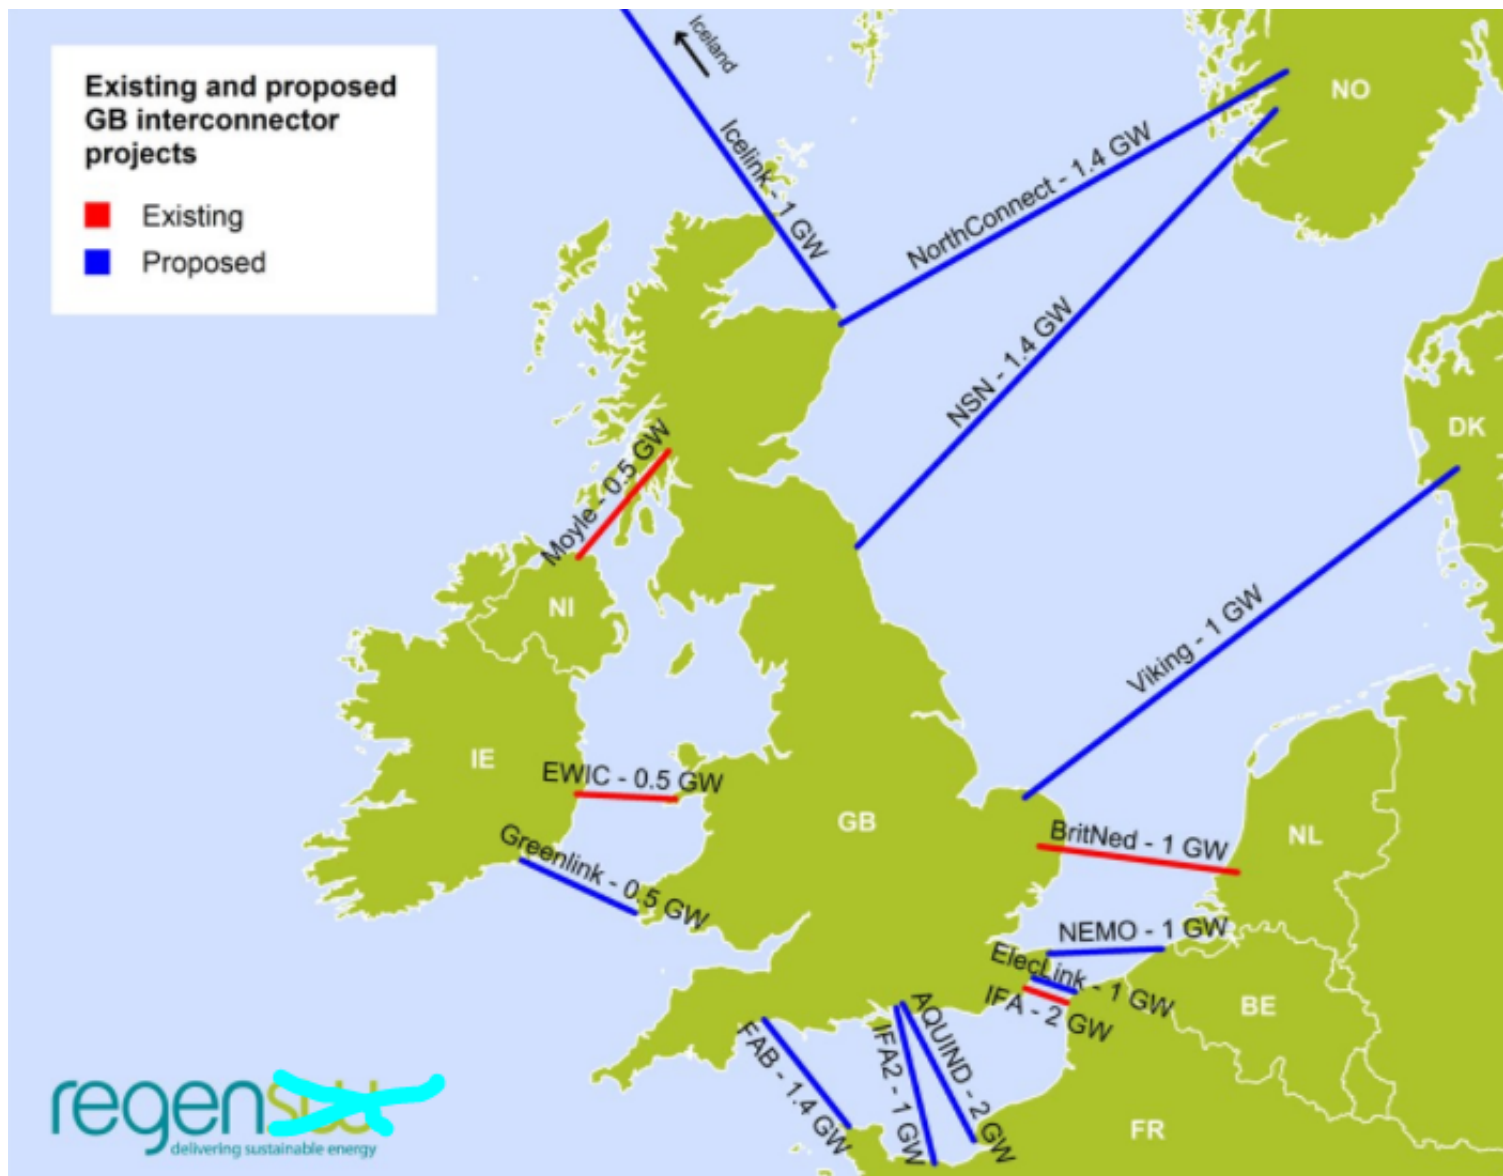 Existing and proposed
GB interconnector
projects
Existing
Proposed
Iceland
Icelink - 1 GW
NorthConnect - 1.4 GW
NO
NSN - 1.4 GW
DK
Moyle - 0.5 GW
NI
Viking - 1 GW
IE
EWIC - 0.5 GW
GB
BritNed - 1 GW
NL
Greenlink - 0.5 GW
NEMO - 1 GW
ElecLink - 1 GW
IFA - 2 GW
BE
AQUIND - 2 GW
IFA2 - 1 GW
FAB - 1.4 GW
FR
regen
delivering sustainable energy